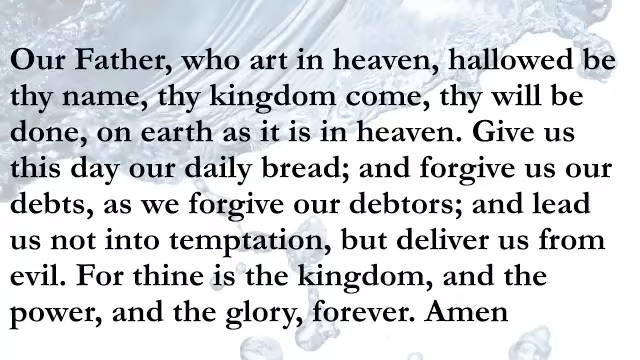 Our Father, who art in heaven, hallowed be
thy name, thy kingdom come, thy will be
done, on earth as it is in heaven. Give us
this day our daily bread; and forgive us our
debts, as we forgive our debtors; and lead
us not into temptation, but deliver us from
evil. For thine is the kingdom, and the
power, and the glory, forever. Amen